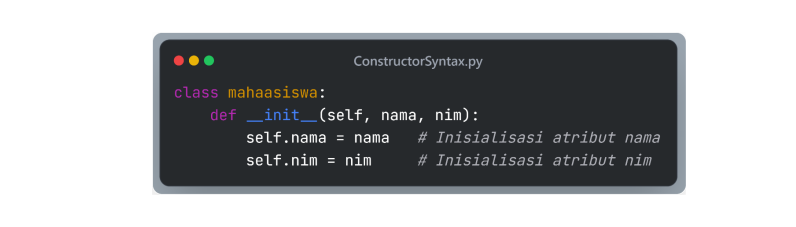 ConstructorSyntax.py
class mahaasiswa:
    def __init__(self, nama, nim):
        self.nama = nama   # Inisialisasi atribut nama
        self.nim = nim     # Inisialisasi atribut nim